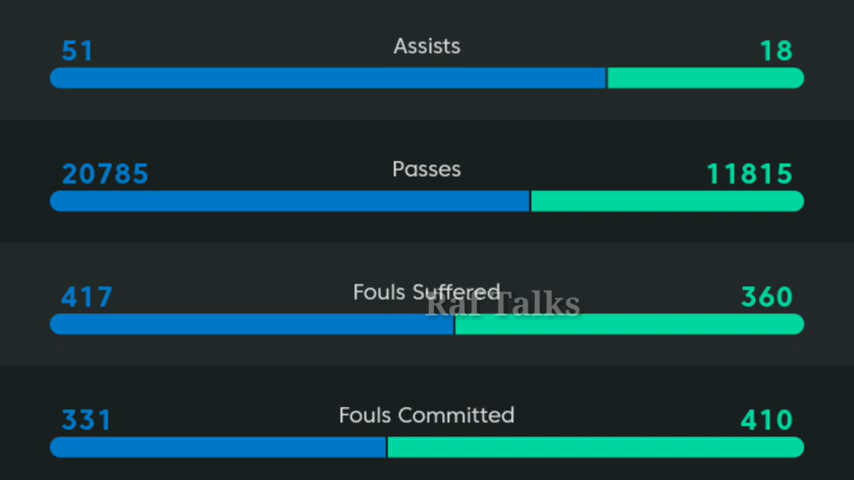 Assists
51 18
Passes
20785 11815
Fouls Suffered
417 360
Raf Talks
Fouls Committed
331 410